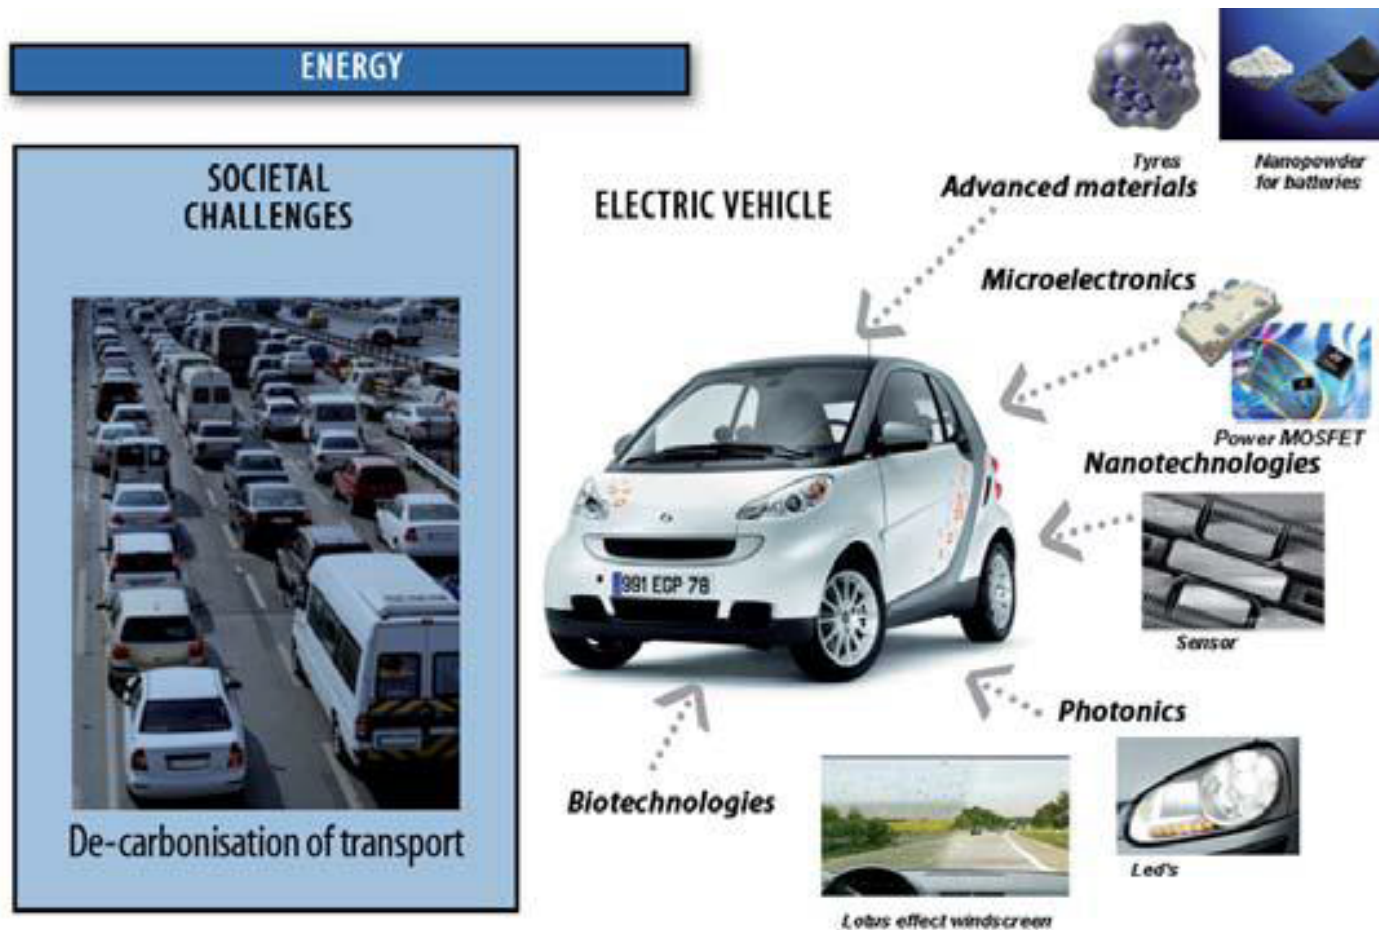 ENERGY
SOCIETAL
CHALLENGES
De-carbonisation of transport
ELECTRIC VEHICLE
Tyres
Nanopowder
for batteries
Advanced materials
Microelectronics
Power MOSFET
Nanotechnologies
Sensor
991 EGP 78
Photonics
Led's
Biotechnologies
Lotus effect windscreen